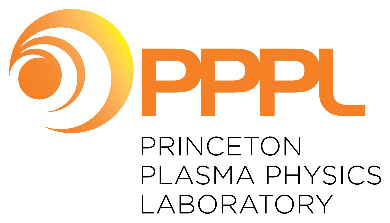 PPPL
PRINCETON
PLASMA PHYSICS
LABORATORY